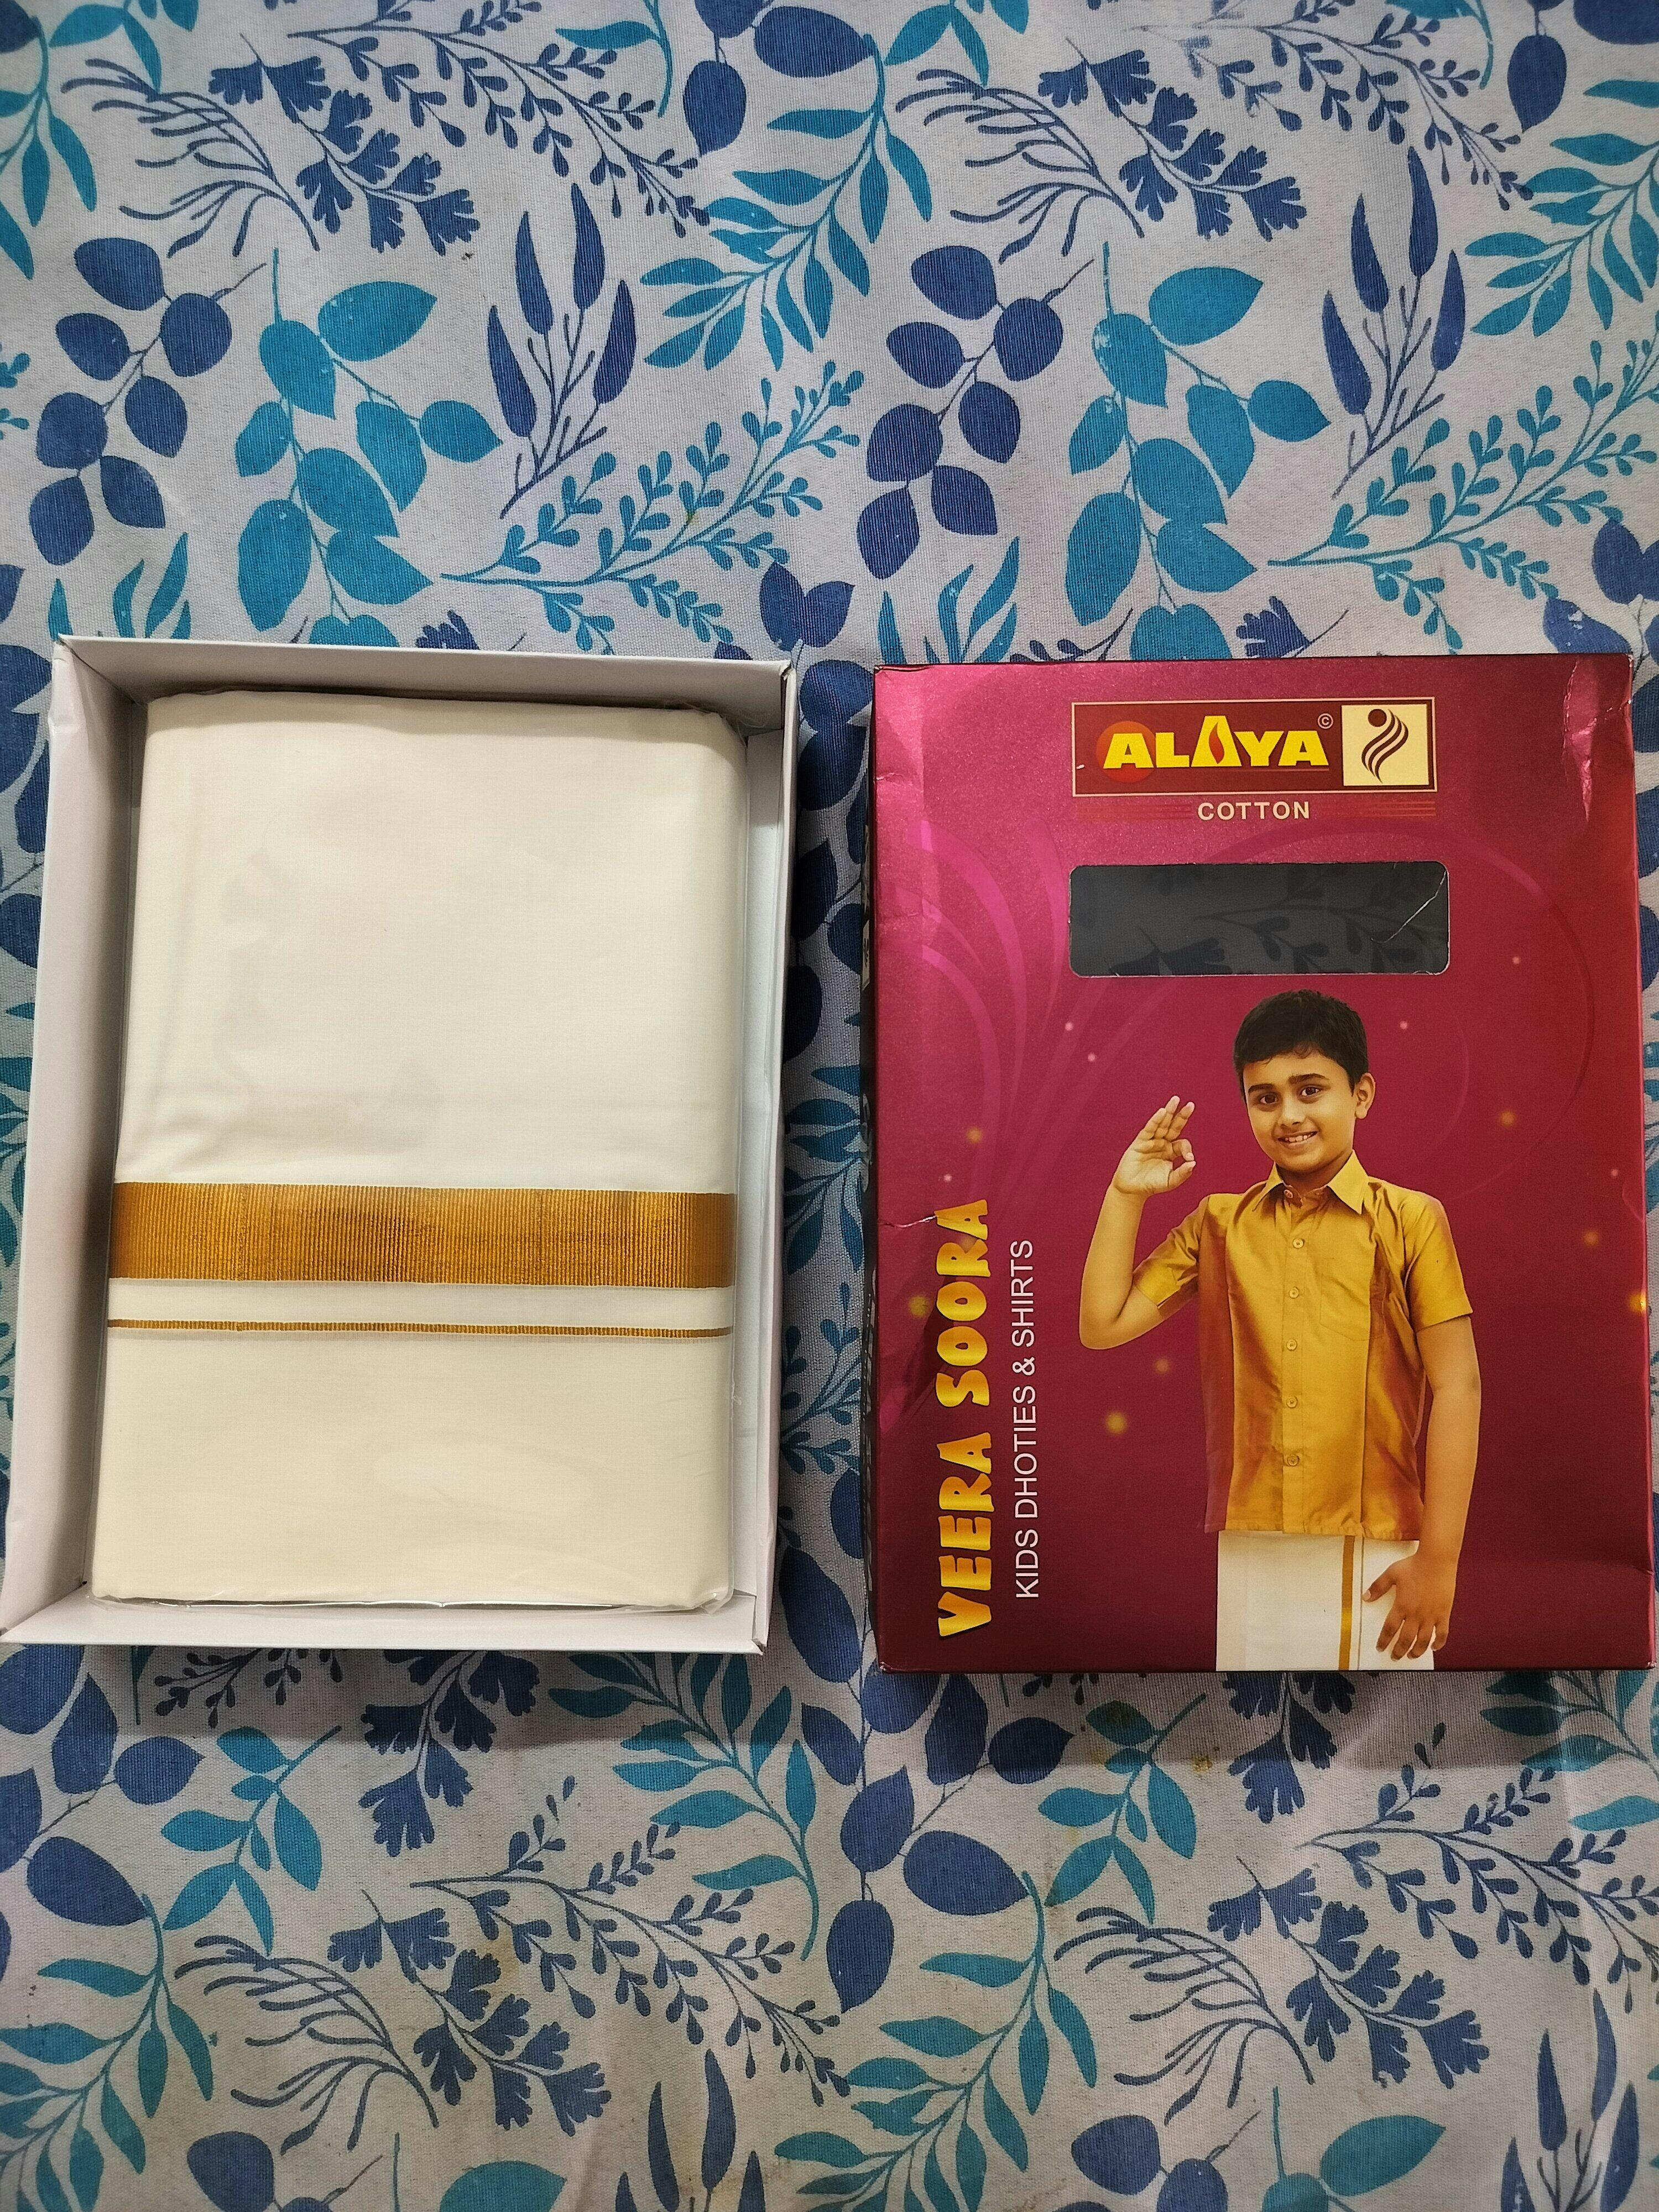 ALAYA ©
COTTON
VEERA SOORA
KIDS DHOTIES & SHIRTS